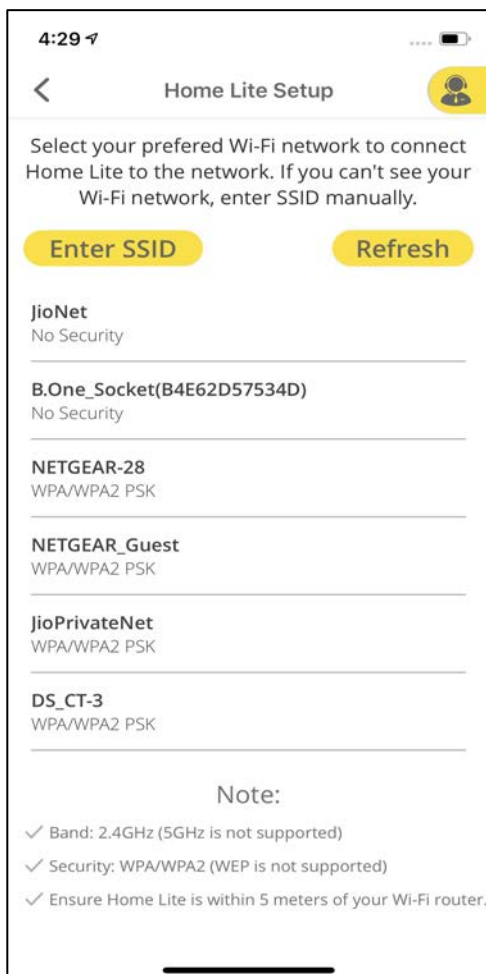 4:29
Home Lite Setup
Select your prefered Wi-Fi network to connect
Home Lite to the network. If you can't see your
Wi-Fi network, enter SSID manually.
Enter SSID
Refresh
JioNet
No Security
B.One_Socket(B4E62D57534D)
No Security
NETGEAR-28
WPA/WPA2 PSK
NETGEAR_Guest
WPA/WPA2 PSK
JioPrivateNet
WPA/WPA2 PSK
DS_CT-3
WPA/WPA2 PSK
Note:
✓ Band: 2.4GHz (5GHz is not supported)
✓ Security: WPA/WPA2 (WEP is not supported)
✓ Ensure Home Lite is within 5 meters of your Wi-Fi router.